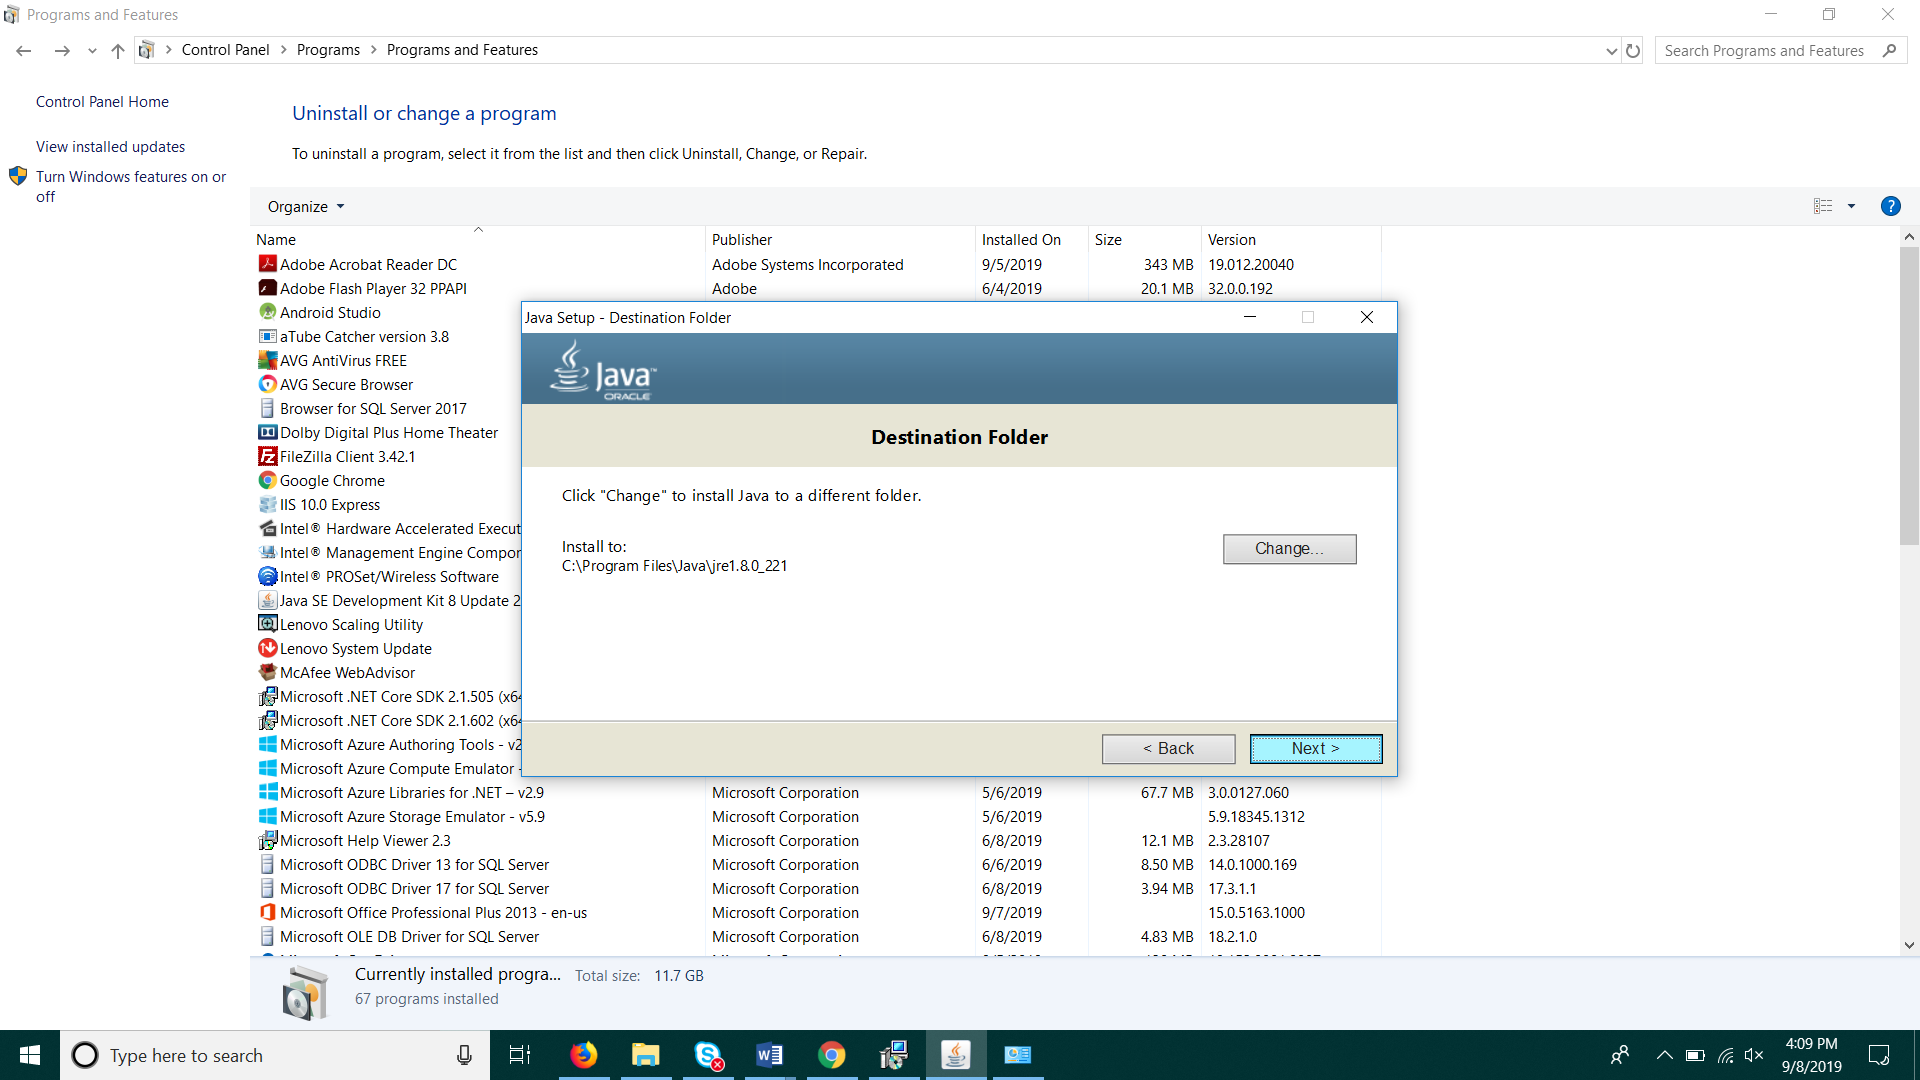 Programs and Features
Control Panel > Programs > Programs and Features
Search Programs and Features
Control Panel Home
View installed updates
Turn Windows features on or
off
Uninstall or change a program
To uninstall a program, select it from the list and then click Uninstall, Change, or Repair.
Organize
Name Publisher Installed On Size Version
Adobe Acrobat Reader DC Adobe Systems Incorporated 9/5/2019 343 MB 19.012.20040
Adobe Flash Player 32 PPAPI Adobe 6/4/2019 20.1 MB 32.0.0.192
Android Studio
aTube Catcher version 3.8
AVG AntiVirus FREE
AVG Secure Browser
Browser for SQL Server 2017
Dolby Digital Plus Home Theater
FileZilla Client 3.42.1
Google Chrome
IIS 10.0 Express
Intel® Hardware Accelerated Execut
Intel® Management Engine Compor
Intel® PROSet/Wireless Software
Java SE Development Kit 8 Update 2
Lenovo Scaling Utility
Lenovo System Update
McAfee WebAdvisor
Microsoft .NET Core SDK 2.1.505 (x64
Microsoft .NET Core SDK 2.1.602 (x64
Microsoft Azure Authoring Tools - v2
Microsoft Azure Compute Emulator -
Microsoft Azure Libraries for .NET – v2.9 Microsoft Corporation 5/6/2019 67.7 MB 3.0.0127.060
Microsoft Azure Storage Emulator - v5.9 Microsoft Corporation 5/6/2019 5.9.18345.1312
Microsoft Help Viewer 2.3 Microsoft Corporation 6/8/2019 12.1 MB 2.3.28107
Microsoft ODBC Driver 13 for SQL Server Microsoft Corporation 6/6/2019 8.50 MB 14.0.1000.169
Microsoft ODBC Driver 17 for SQL Server Microsoft Corporation 6/8/2019 3.94 MB 17.3.1.1
Microsoft Office Professional Plus 2013 - en-us Microsoft Corporation 9/7/2019 15.0.5163.1000
Microsoft OLE DB Driver for SQL Server Microsoft Corporation 6/8/2019 4.83 MB 18.2.1.0
Java Setup - Destination Folder
Java™
ORACLE
Destination Folder
Click "Change" to install Java to a different folder.
Install to:
C:\Program Files\Java\jre1.8.0_221
Change...
< Back
Next >
Currently installed progra... Total size: 11.7 GB
67 programs installed
Type here to search
4:09 PM
9/8/2019